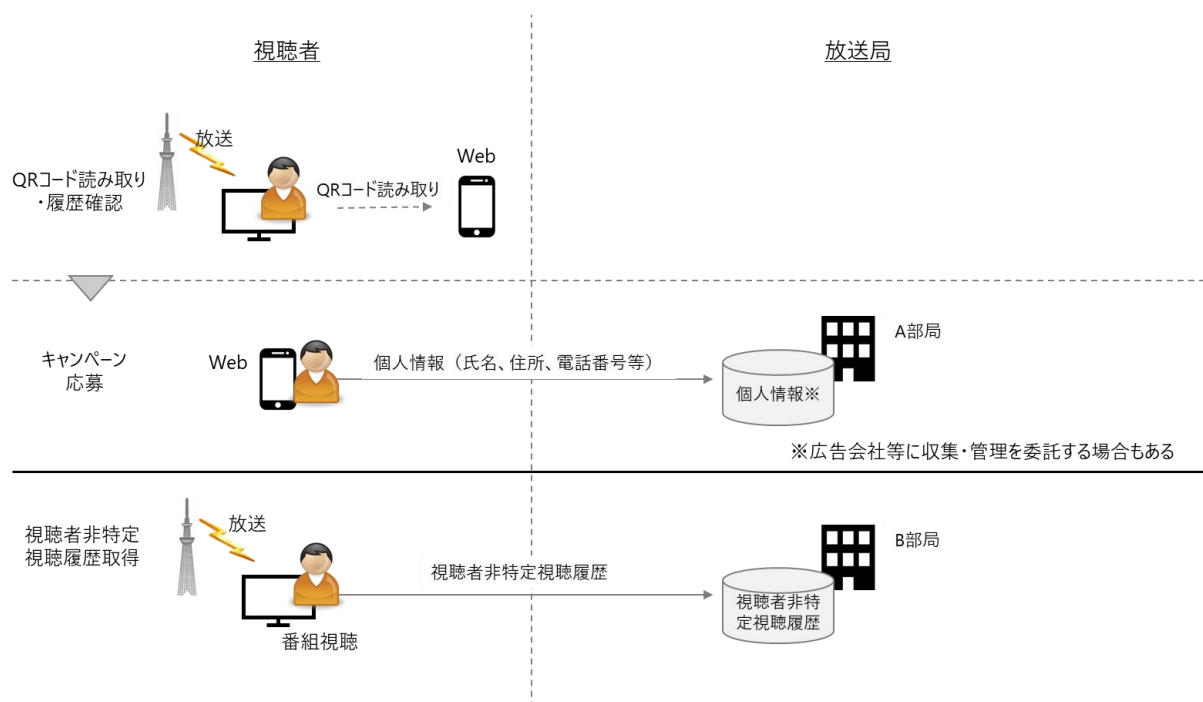 視聴者
放送局
放送
QRコード読み取り
・履歴確認
QRコード読み取り
Web
キャンペーン
応募
Web
個人情報（氏名、住所、電話番号等）
個人情報※
A部局
※広告会社等に収集・管理を委託する場合もある
視聴者非特定
視聴履歴取得
放送
番組視聴
視聴者非特定視聴履歴
視聴者非特
定視聴履歴
B部局